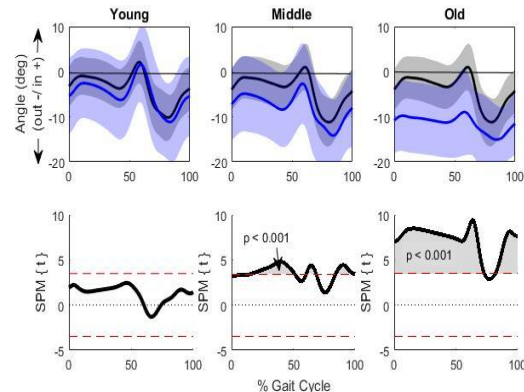 Young Middle Old
Angle (deg)
(out -/ in +)
10 10 10
0 0 0
-10 -10 -10
-20 -20 -20
0 50 100 0 50 100 0 50 100
SPM { t } SPM { t } SPM { t }
10 10 10
5 5 5
0 0 0
-5 -5 -5
p < 0.001 p < 0.001
0 50 100 0 50 100 0 50 100
% Gait Cycle